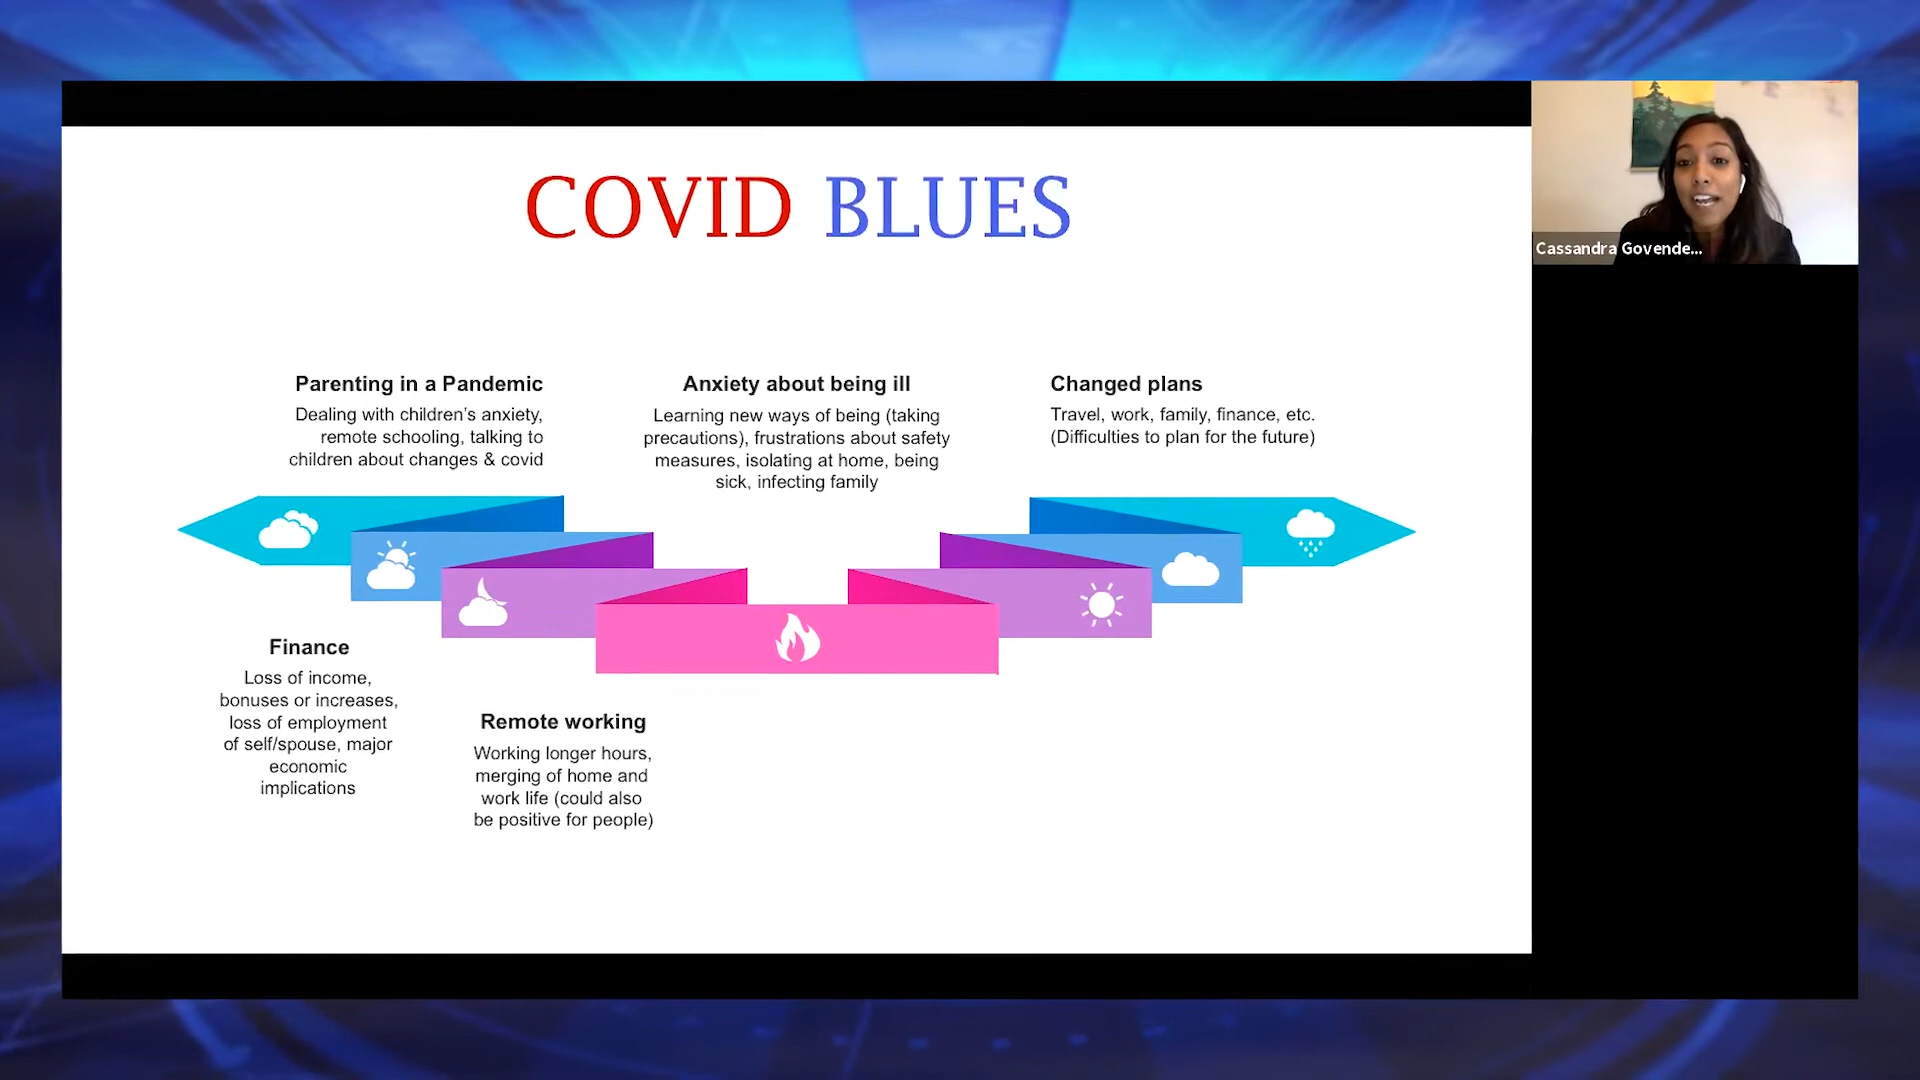 COVID BLUES
Parenting in a Pandemic
Dealing with children's anxiety,
remote schooling, talking to
children about changes & covid
Anxiety about being ill
Learning new ways of being (taking
precautions), frustrations about safety
measures, isolating at home, being
sick, infecting family
Changed plans
Travel, work, family, finance, etc.
(Difficulties to plan for the future)
Finance
Loss of income,
bonuses or increases,
loss of employment
of self/spouse, major
economic
implications
Remote working
Working longer hours,
merging of home and
work life (could also
be positive for people)
Cassandra Govende...